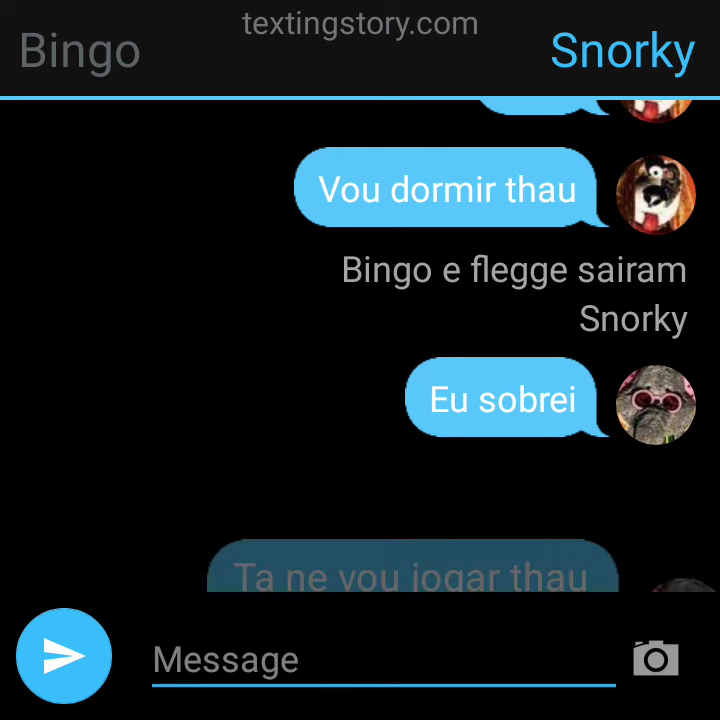 textingstory.com
Bingo
Snorky
Vou dormir thau
Bingo e flegge sairam
Snorky
Eu sobrei
Ta ne vou jogar thau
Message